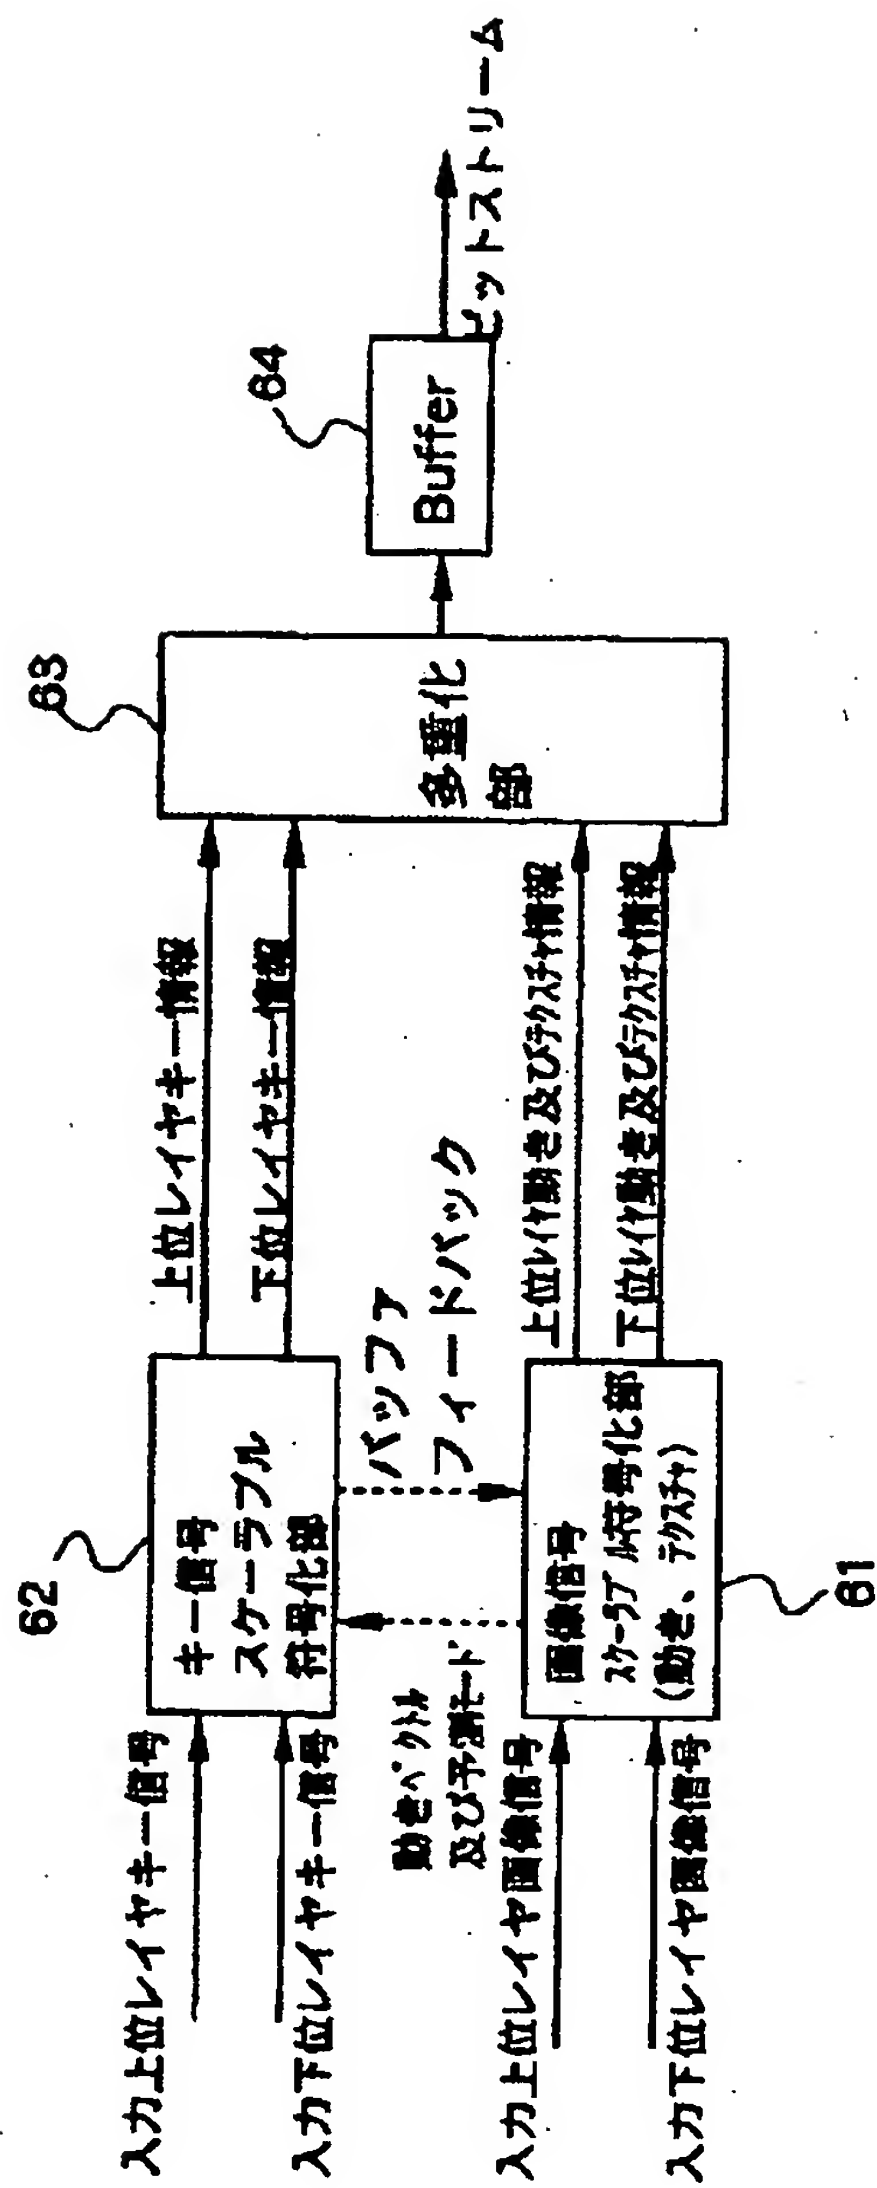 入力上位レイヤキー信号
入力下位レイヤキー信号
62
キー信号
スケーラブル
符号化部
上位レイヤキー情報
下位レイヤキー情報
63
多重化
部
64
Buffer
ビットストリーム
動きベクトル
及び予測モード
バッファ
フィードバック
入力上位レイヤ画像信号
入力下位レイヤ画像信号
画像信号
スケーラブル符号化部
(動き、テクスチャ)
61
上位レイヤ動き及びテクスチャ情報
下位レイヤ動き及びテクスチャ情報